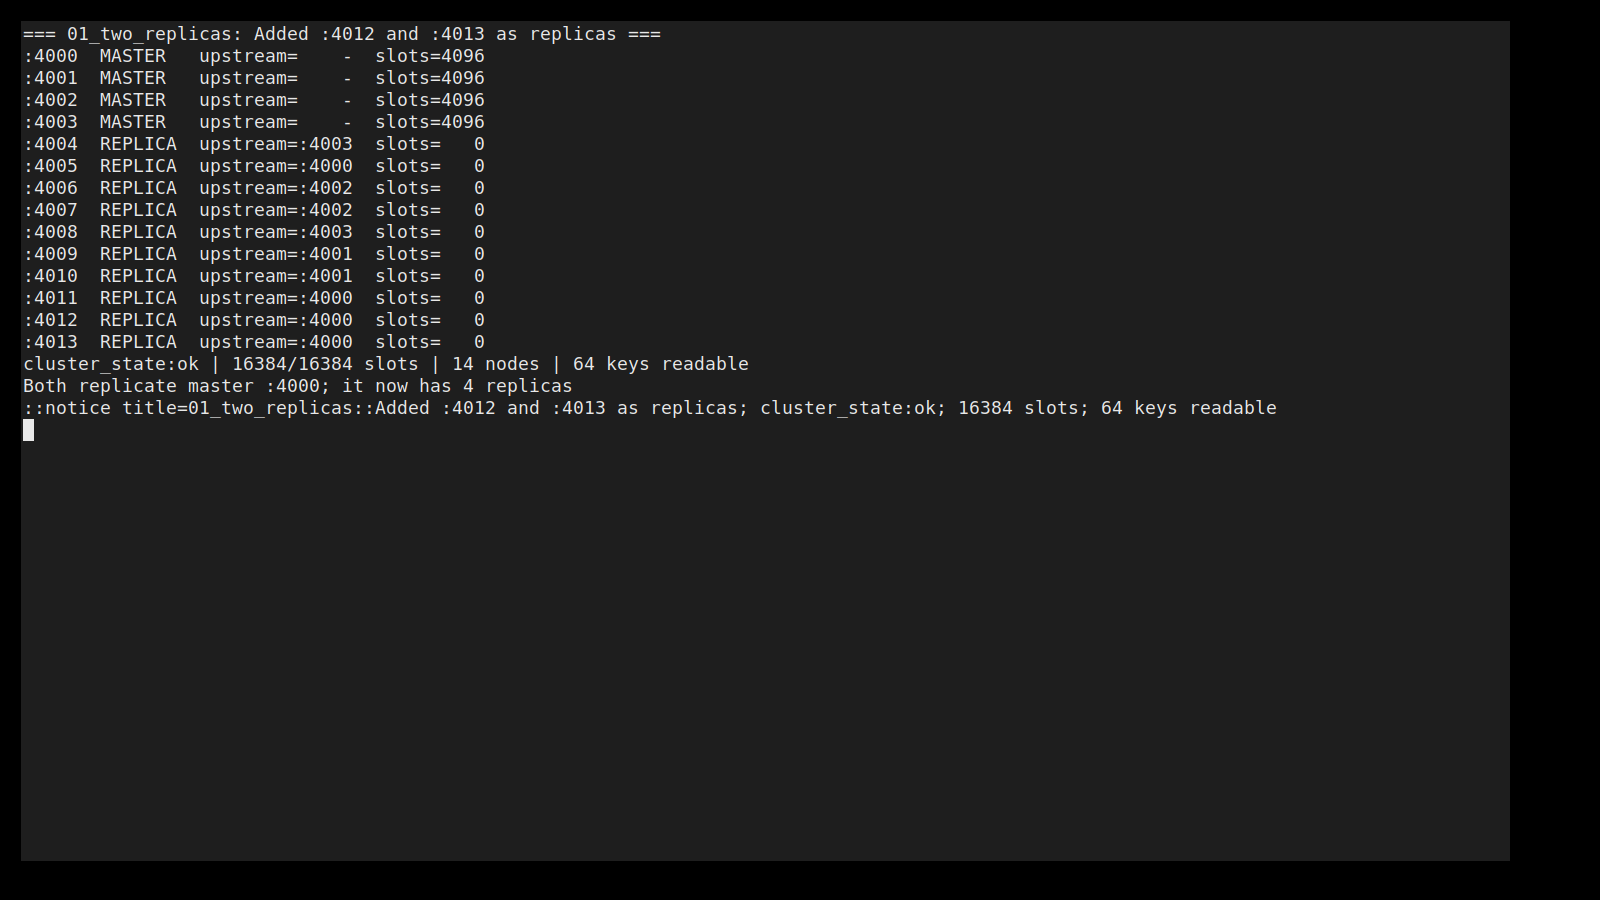 === 01_two_replicas: Added :4012 and :4013 as replicas ===
:4000  MASTER   upstream=    -  slots=4096
:4001  MASTER   upstream=    -  slots=4096
:4002  MASTER   upstream=    -  slots=4096
:4003  MASTER   upstream=    -  slots=4096
:4004  REPLICA  upstream=:4003  slots=   0
:4005  REPLICA  upstream=:4000  slots=   0
:4006  REPLICA  upstream=:4002  slots=   0
:4007  REPLICA  upstream=:4002  slots=   0
:4008  REPLICA  upstream=:4003  slots=   0
:4009  REPLICA  upstream=:4001  slots=   0
:4010  REPLICA  upstream=:4001  slots=   0
:4011  REPLICA  upstream=:4000  slots=   0
:4012  REPLICA  upstream=:4000  slots=   0
:4013  REPLICA  upstream=:4000  slots=   0
cluster_state:ok | 16384/16384 slots | 14 nodes | 64 keys readable
Both replicate master :4000; it now has 4 replicas
::notice title=01_two_replicas::Added :4012 and :4013 as replicas; cluster_state:ok; 16384 slots; 64 keys readable